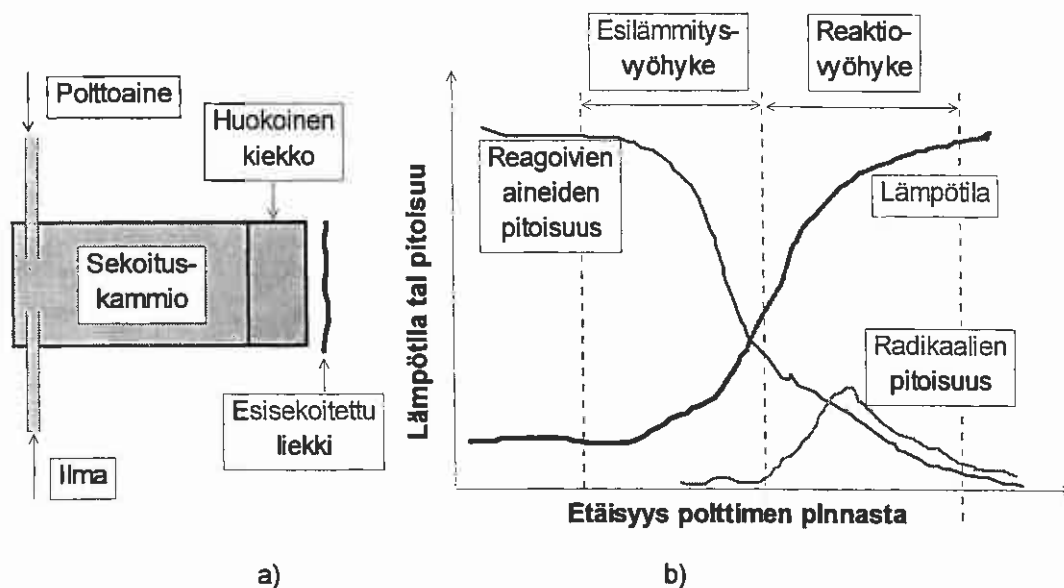 Polttoaine
Huokoinen
kiekko
Sekoitus-
kammio
Esisekoitettu
liekki
Ilma
a)
Esilämmitys-
vyöhyke
Reaktio-
vyöhyke
Reagoivien
aineiden
pitoisuus
Lämpötila
Radikaalien
pitoisuus
Lämpötila tai pitoisuu
Etäisyys polttimen pinnasta
b)